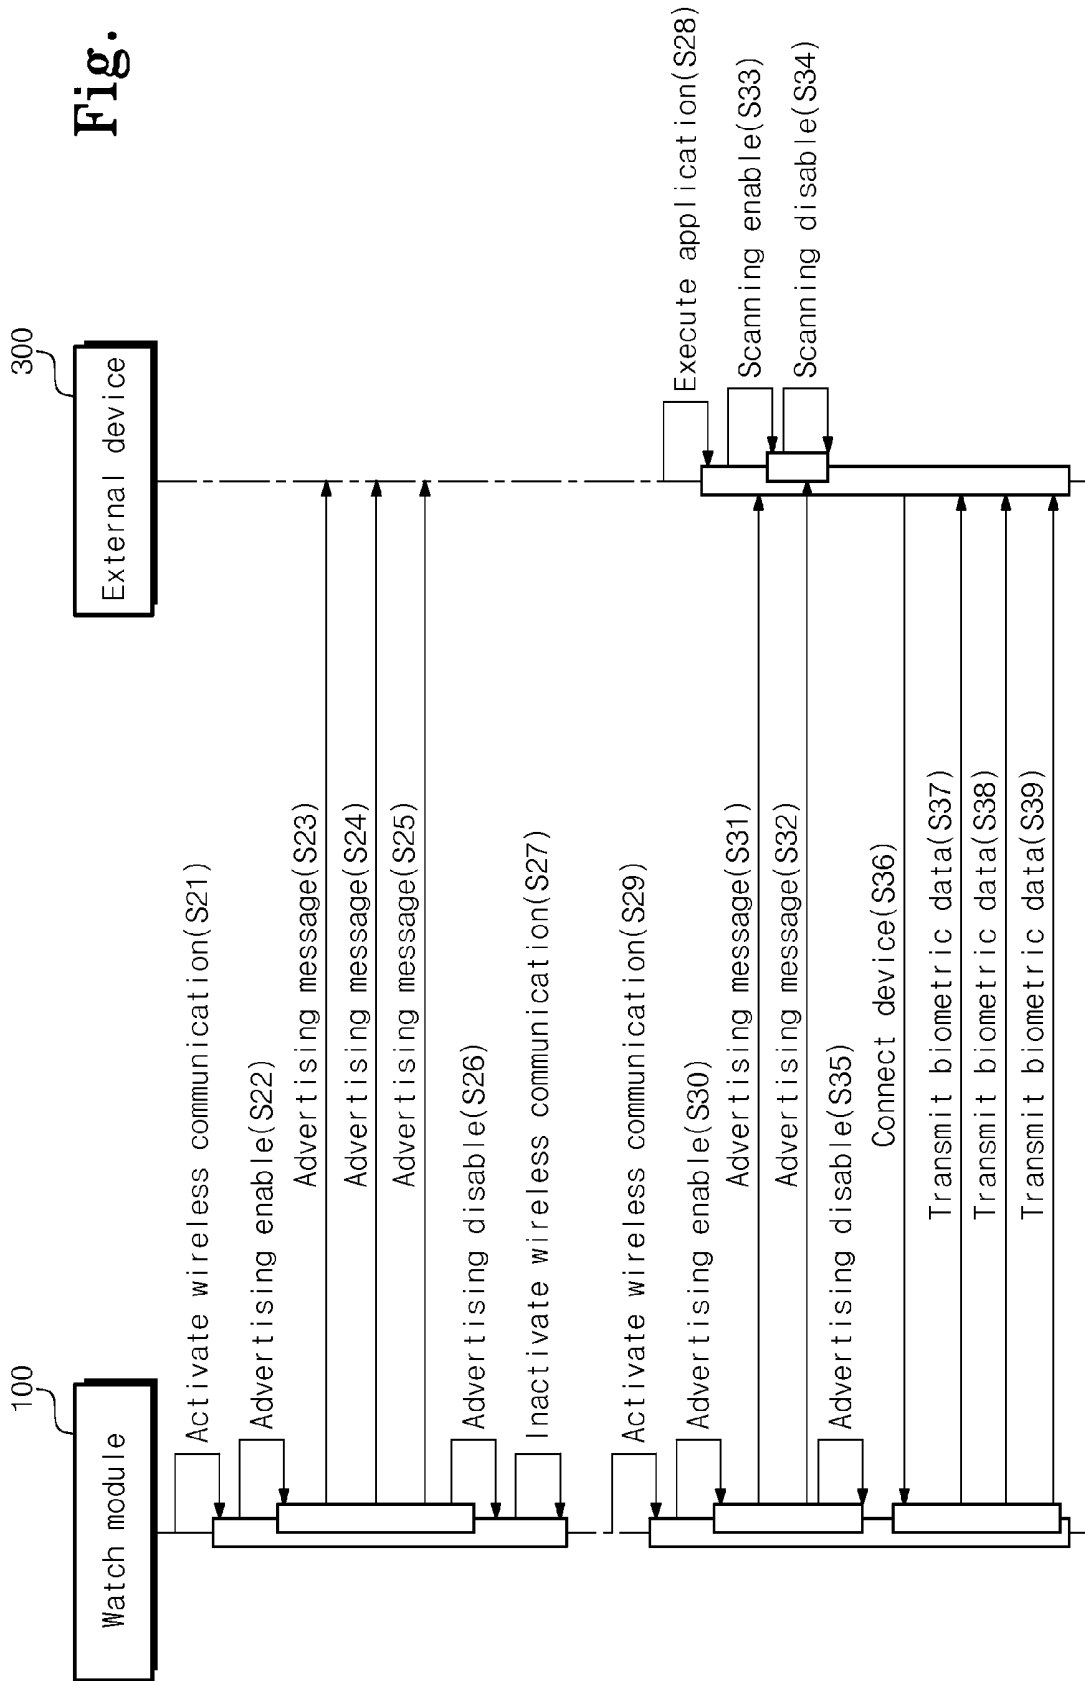 Fig.
100
300
Watch module
External device
Activate wireless communication(S21)
Advertising enable(S22)
Advertising message(S23)
Advertising message(S24)
Advertising message(S25)
Advertising disable(S26)
Inactivate wireless communication(S27)
Execute application(S28)
Activate wireless communication(S29)
Advertising enable(S30)
Scanning enable(S33)
Advertising message(S31)
Scanning disable(S34)
Advertising message(S32)
Advertising disable(S35)
Connect device(S36)
Transmit biometric data(S37)
Transmit biometric data(S38)
Transmit biometric data(S39)